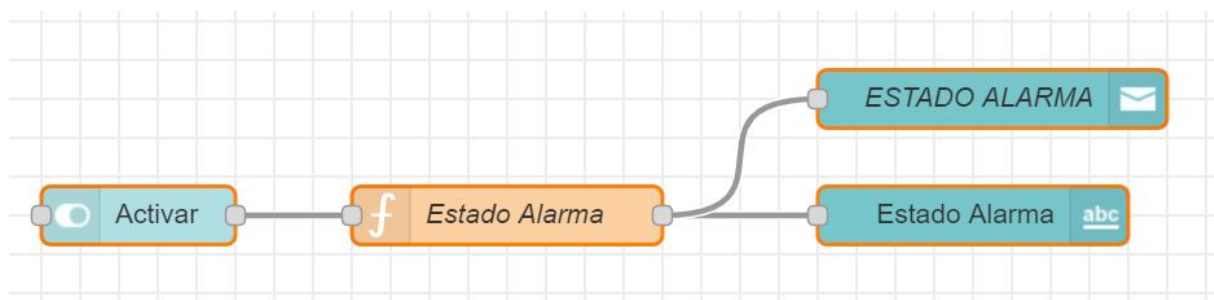 ESTADO ALARMA
Activar
f
Estado Alarma
Estado Alarma
abc